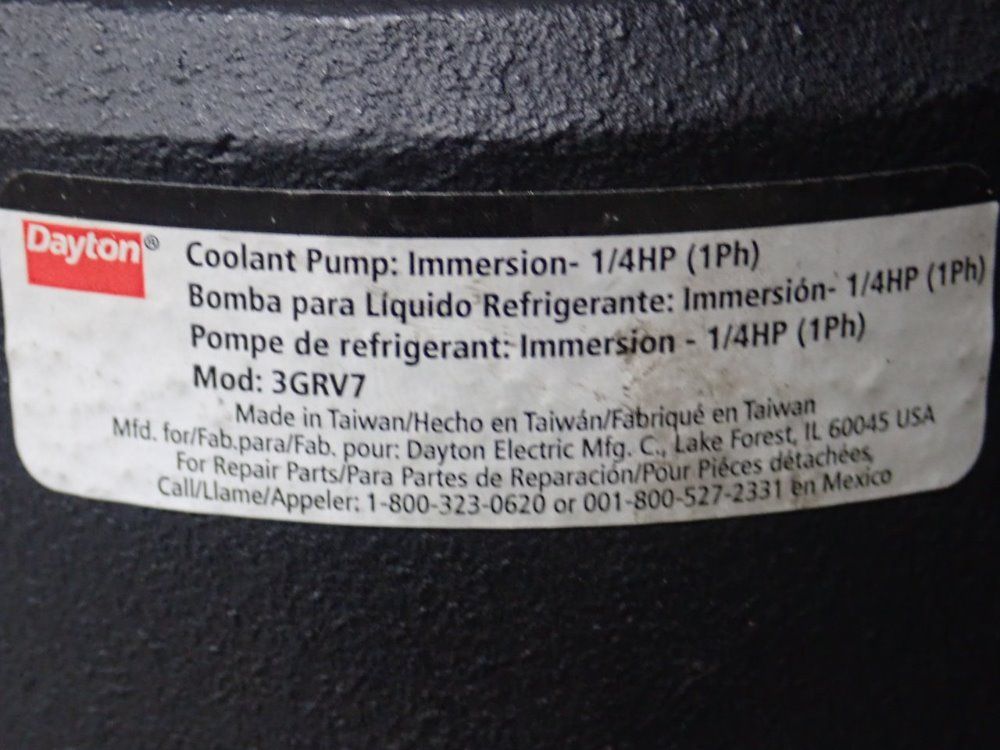 Dayton®
Coolant Pump: Immersion- 1/4HP (1Ph)
Bomba para Líquido Refrigerante: Immersión- 1/4HP (1Ph)
Pompe de refrigerant: Immersion - 1/4HP (1Ph)
Mod: 3GRV7
Made in Taiwan/Hecho en Taiwán/Fabriqué en Taiwan
Mfd. for/Fab.para/Fab. pour: Dayton Electric Mfg. C., Lake Forest, IL 60045 USA
For Repair Parts/Para Partes de Reparación/Pour Piéces détachées,
Call/Llame/Appeler: 1-800-323-0620 or 001-800-527-2331 en Mexico